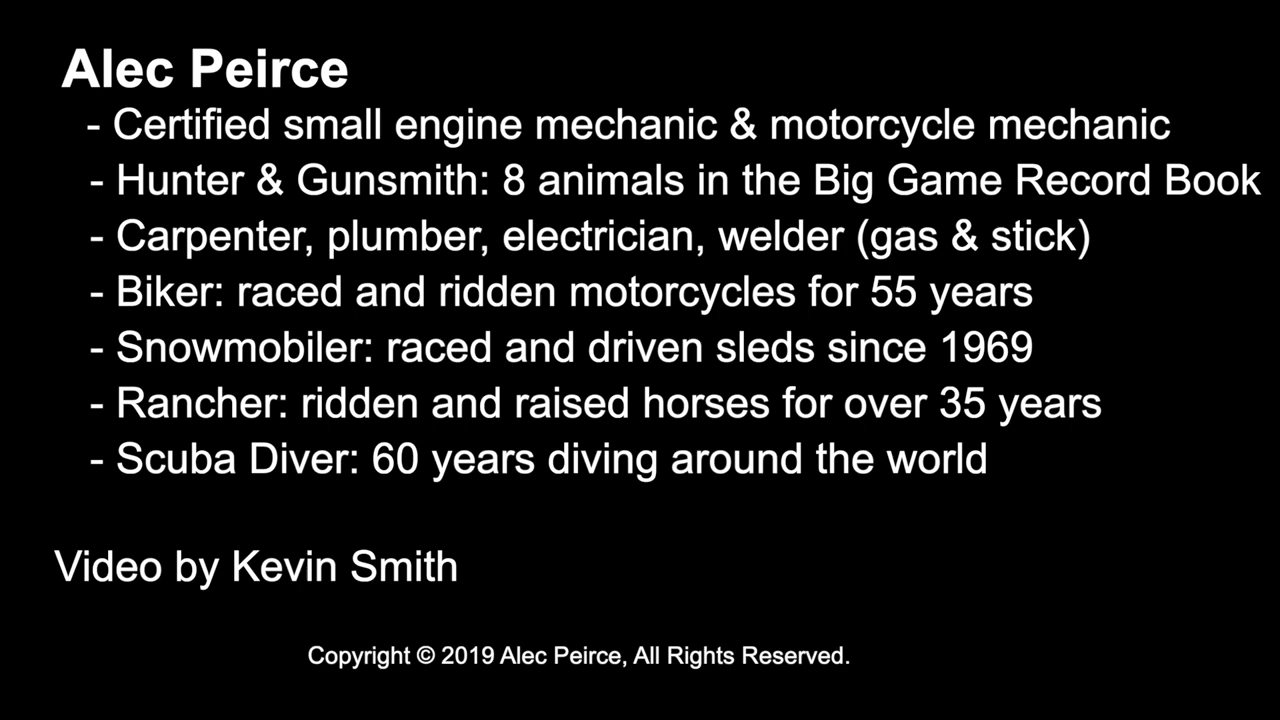 Alec Peirce
- Certified small engine mechanic & motorcycle mechanic
- Hunter & Gunsmith: 8 animals in the Big Game Record Book
- Carpenter, plumber, electrician, welder (gas & stick)
- Biker: raced and ridden motorcycles for 55 years
- Snowmobiler: raced and driven sleds since 1969
- Rancher: ridden and raised horses for over 35 years
- Scuba Diver: 60 years diving around the world
Video by Kevin Smith
Copyright © 2019 Alec Peirce, All Rights Reserved.